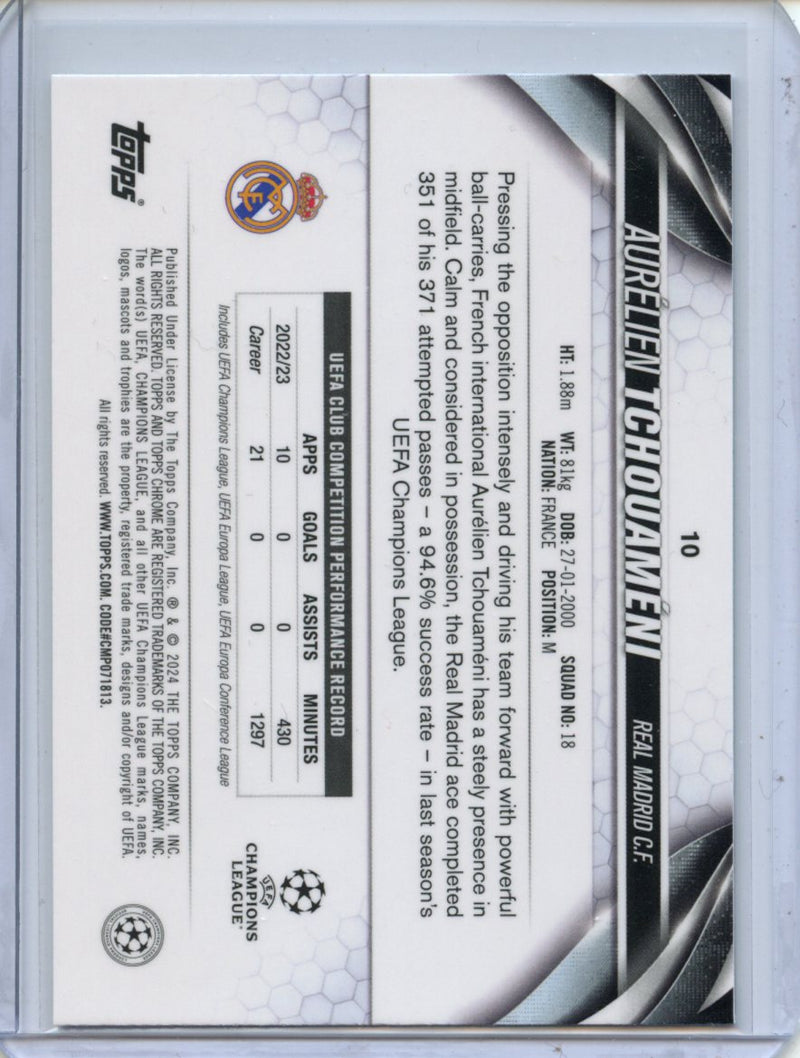 10
AURÉLIEN TCHOUAMÉNI REAL MADRID C.F.
HT: 1.88m WT: 81kg DOB: 27-01-2000 SQUAD NO: 18
NATION: FRANCE POSITION: M
Pressing the opposition intensely and driving his team forward with powerful
ball-carries, French international Aurélien Tchouaméni has a steely presence in
midfield. Calm and considered in possession, the Real Madrid ace completed
351 of his 371 attempted passes – a 94.6% success rate – in last season's
UEFA Champions League.
UEFA CLUB COMPETITION PERFORMANCE RECORD
APPS GOALS ASSISTS MINUTES
2022/23 10 0 0 430
Career 21 0 0 1297
Includes UEFA Champions League, UEFA Europa League, UEFA Europa Conference League
UEFA
CHAMPIONS
LEAGUE®
topps®
Published Under License by The Topps Company, Inc. ® & © 2024 THE TOPPS COMPANY, INC.
ALL RIGHTS RESERVED. TOPPS AND TOPPS CHROME ARE REGISTERED TRADEMARKS OF THE TOPPS COMPANY, INC.
The word(s) UEFA, CHAMPIONS LEAGUE, and all other UEFA Champions League marks, names,
logos, mascots and trophies are the property, registered trade marks, designs and/or copyright of UEFA.
All rights reserved. WWW.TOPPS.COM. CODE#CMP071813.